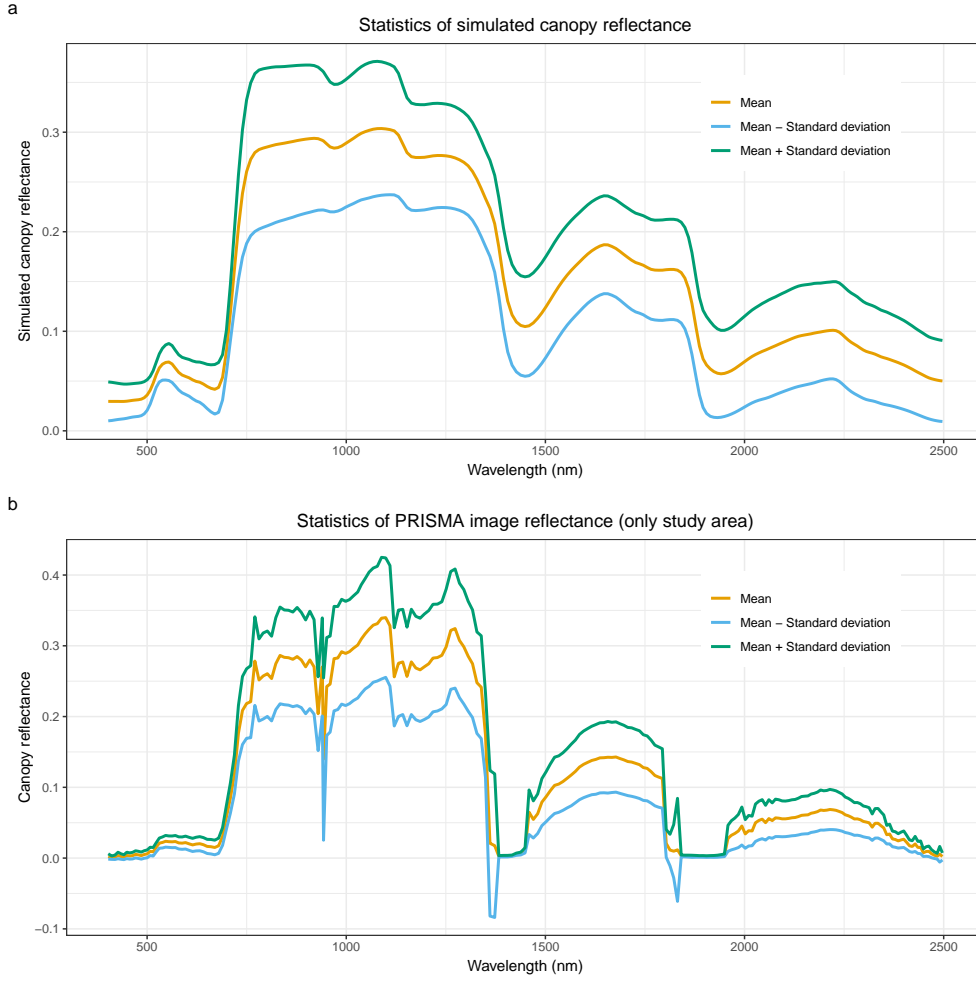 a
Statistics of simulated canopy reflectance
Simulated canopy reflectance
0.3
0.2
0.1
0.0
Mean
Mean − Standard deviation
Mean + Standard deviation
500
1000
1500
2000
2500
Wavelength (nm)
b
Statistics of PRISMA image reflectance (only study area)
Canopy reflectance
0.4
0.3
0.2
0.1
0.0
−0.1
Mean
Mean − Standard deviation
Mean + Standard deviation
500
1000
1500
2000
2500
Wavelength (nm)